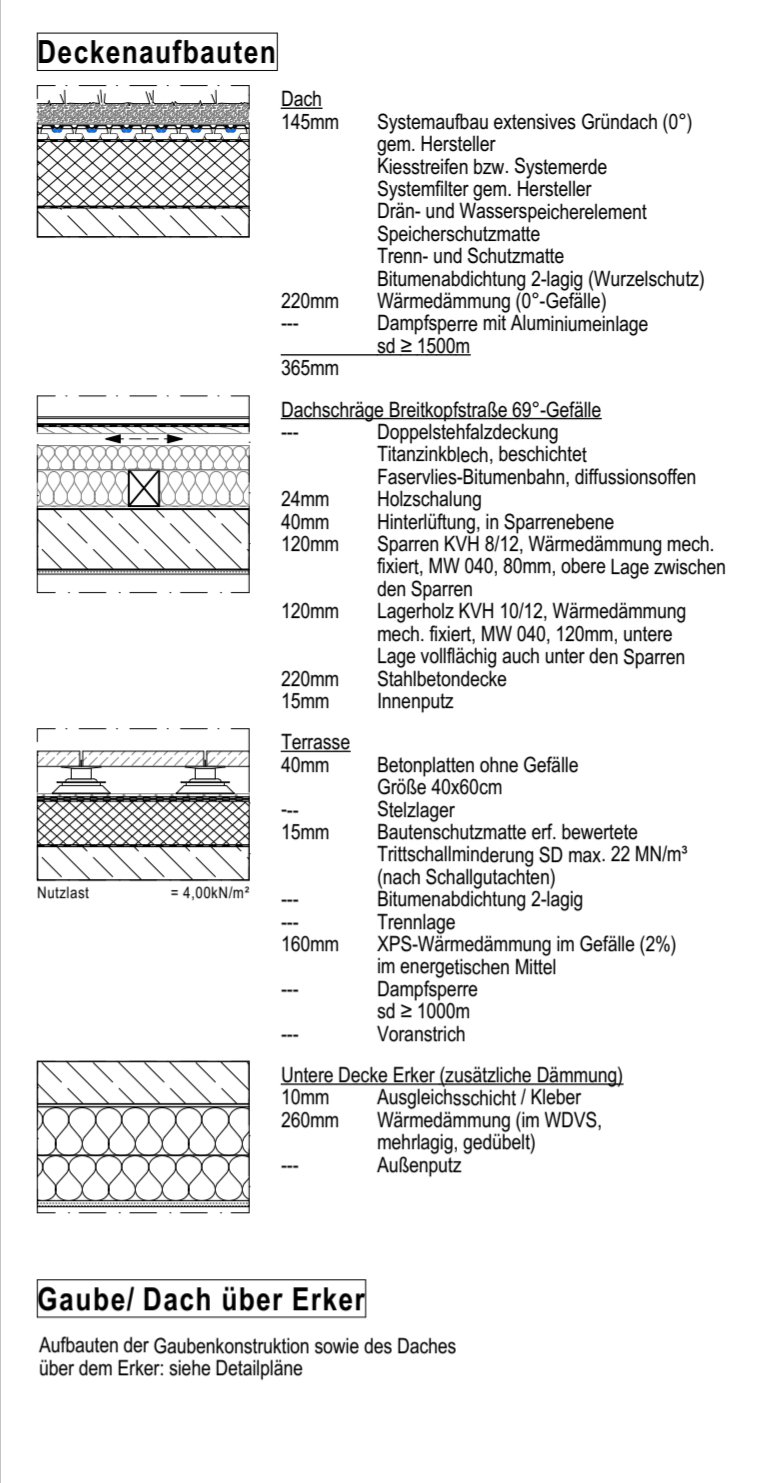 Deckenaufbauten
Dach
145mm Systemaufbau extensives Gründach (0°)
gem. Hersteller
Kiesstreifen bzw. Systemerde
Systemfilter gem. Hersteller
Drän- und Wasserspeicherelement
Speicherschutzmatte
Trenn- und Schutzmatte
Bitumenabdichtung 2-lagig (Wurzelschutz)
220mm Wärmedämmung (0°-Gefälle)
--- Dampfsperre mit Aluminiumeinlage
sd ≥ 1500m
365mm
Dachschräge Breitkopfstraße 69°-Gefälle
--- Doppelstehfalzdeckung
Titanzinkblech, beschichtet
Faservlies-Bitumenbahn, diffussionsoffen
24mm Holzschalung
40mm Hinterlüftung, in Sparrenebene
120mm Sparren KVH 8/12, Wärmedämmung mech.
fixiert, MW 040, 80mm, obere Lage zwischen
den Sparren
120mm Lagerholz KVH 10/12, Wärmedämmung
mech. fixiert, MW 040, 120mm, untere
Lage vollflächig auch unter den Sparren
220mm Stahlbetondecke
15mm Innenputz
Terrasse
40mm Betonplatten ohne Gefälle
Größe 40x60cm
--- Stelzlager
15mm Bautenschutzmatte erf. bewertete
Trittschallminderung SD max. 22 MN/m³
(nach Schallgutachten)
Nutzlast = 4,00kN/m²
--- Bitumenabdichtung 2-lagig
--- Trennlage
160mm XPS-Wärmedämmung im Gefälle (2%)
im energetischen Mittel
--- Dampfsperre
sd ≥ 1000m
--- Voranstrich
Untere Decke Erker (zusätzliche Dämmung)
10mm Ausgleichsschicht / Kleber
260mm Wärmedämmung (im WDVS,
mehrlagig, gedübelt)
--- Außenputz
Gaube/ Dach über Erker
Aufbauten der Gaubenkonstruktion sowie des Daches
über dem Erker: siehe Detailpläne